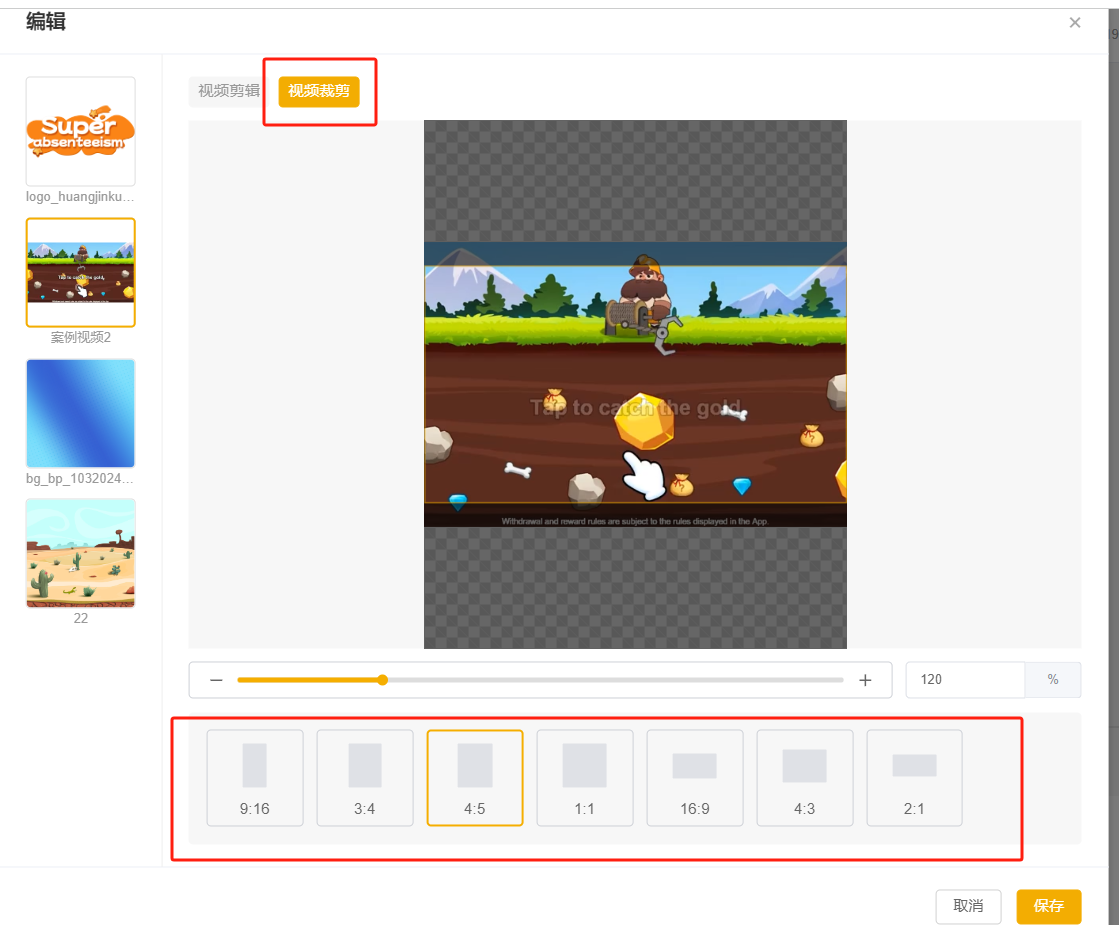 编辑
视频剪辑
视频裁剪
Super
absenteeism
logo_huangjinku...
Tap to catch the gold
案例视频2
bg_bp_1032024...
22
Tap to catch the gold
Withdrawal and reward rules are subject to the rules displayed in the App.
120
%
9:16
3:4
4:5
1:1
16:9
4:3
2:1
取消
保存